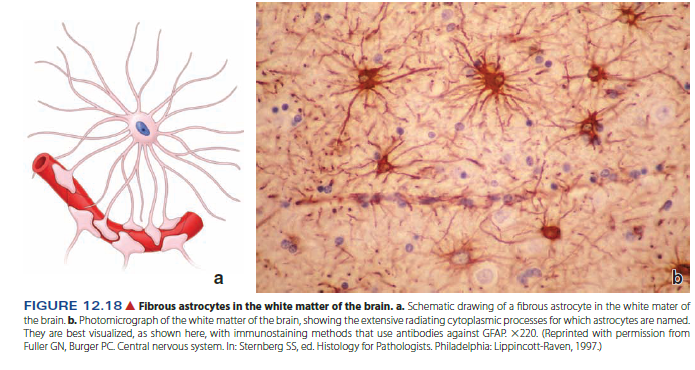 a
b
FIGURE 12.18 ▲ Fibrous astrocytes in the white matter of the brain. a. Schematic drawing of a fibrous astrocyte in the white mater of
the brain. b. Photomicrograph of the white matter of the brain, showing the extensive radiating cytoplasmic processes for which astrocytes are named.
They are best visualized, as shown here, with immunostaining methods that use antibodies against GFAP. ×220. (Reprinted with permission from
Fuller GN, Burger PC. Central nervous system. In: Sternberg SS, ed. Histology for Pathologists. Philadelphia: Lippincott-Raven, 1997.)